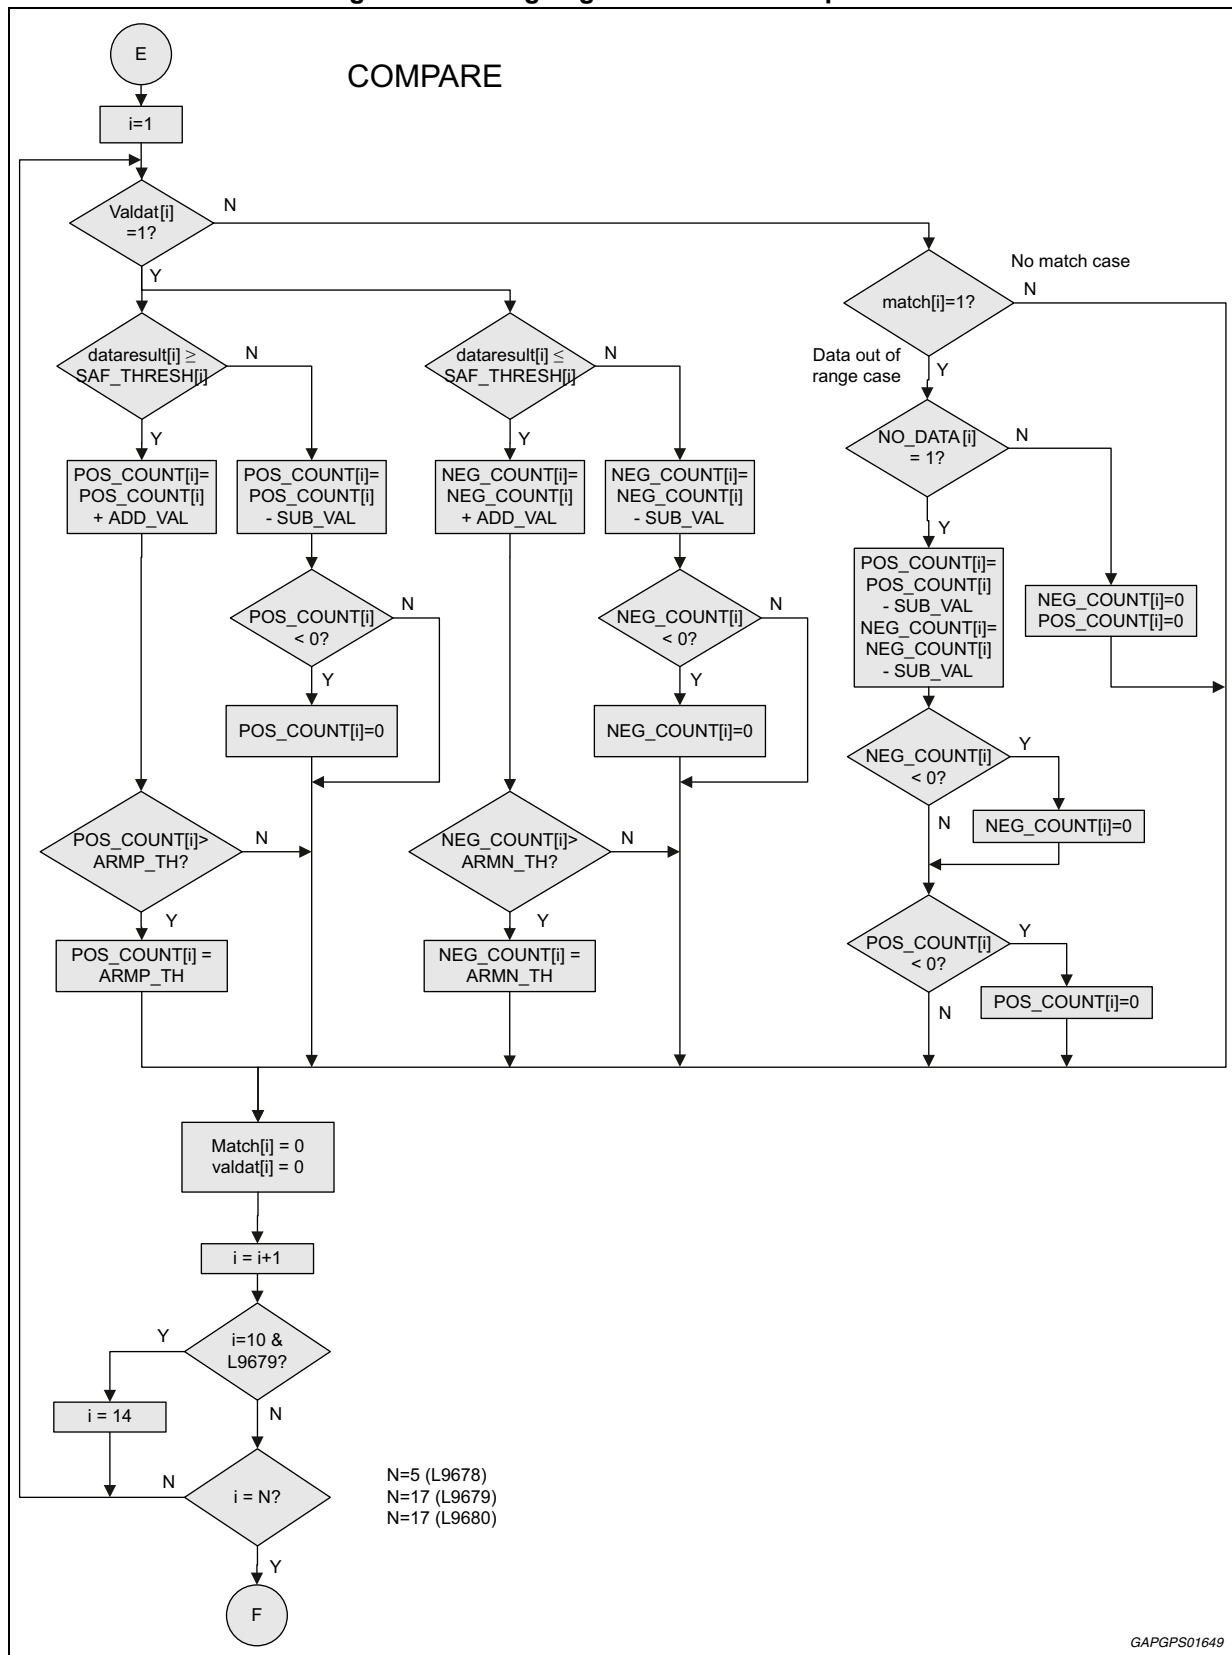 E
COMPARE
i=1
Valdat[i]
=1?
N
Y
No match case
match[i]=1?
N
Data out of
range case
Y
dataresult[i] ≥
SAF_THRESH[i]
N
Y
dataresult[i] ≤
SAF_THRESH[i]
N
Y
NO_DATA[i]
= 1?
N
Y
POS_COUNT[i]=
POS_COUNT[i]
+ ADD_VAL
POS_COUNT[i]=
POS_COUNT[i]
- SUB_VAL
NEG_COUNT[i]=
NEG_COUNT[i]
+ ADD_VAL
NEG_COUNT[i]=
NEG_COUNT[i]
- SUB_VAL
POS_COUNT[i]=
POS_COUNT[i]
- SUB_VAL
NEG_COUNT[i]=
NEG_COUNT[i]
- SUB_VAL
NEG_COUNT[i]=0
POS_COUNT[i]=0
POS_COUNT[i]
< 0?
N
Y
NEG_COUNT[i]
< 0?
N
Y
POS_COUNT[i]=0
NEG_COUNT[i]=0
NEG_COUNT[i]
< 0?
Y
N
NEG_COUNT[i]=0
POS_COUNT[i]>
ARMP_TH?
N
Y
NEG_COUNT[i]>
ARMN_TH?
N
Y
POS_COUNT[i] =
ARMP_TH
NEG_COUNT[i] =
ARMN_TH
POS_COUNT[i]
< 0?
Y
N
POS_COUNT[i]=0
Match[i] = 0
valdat[i] = 0
i = i+1
i=10 &
L9679?
Y
N
i = 14
i = N?
N
Y
N=5 (L9678)
N=17 (L9679)
N=17 (L9680)
F
GAPGPS01649